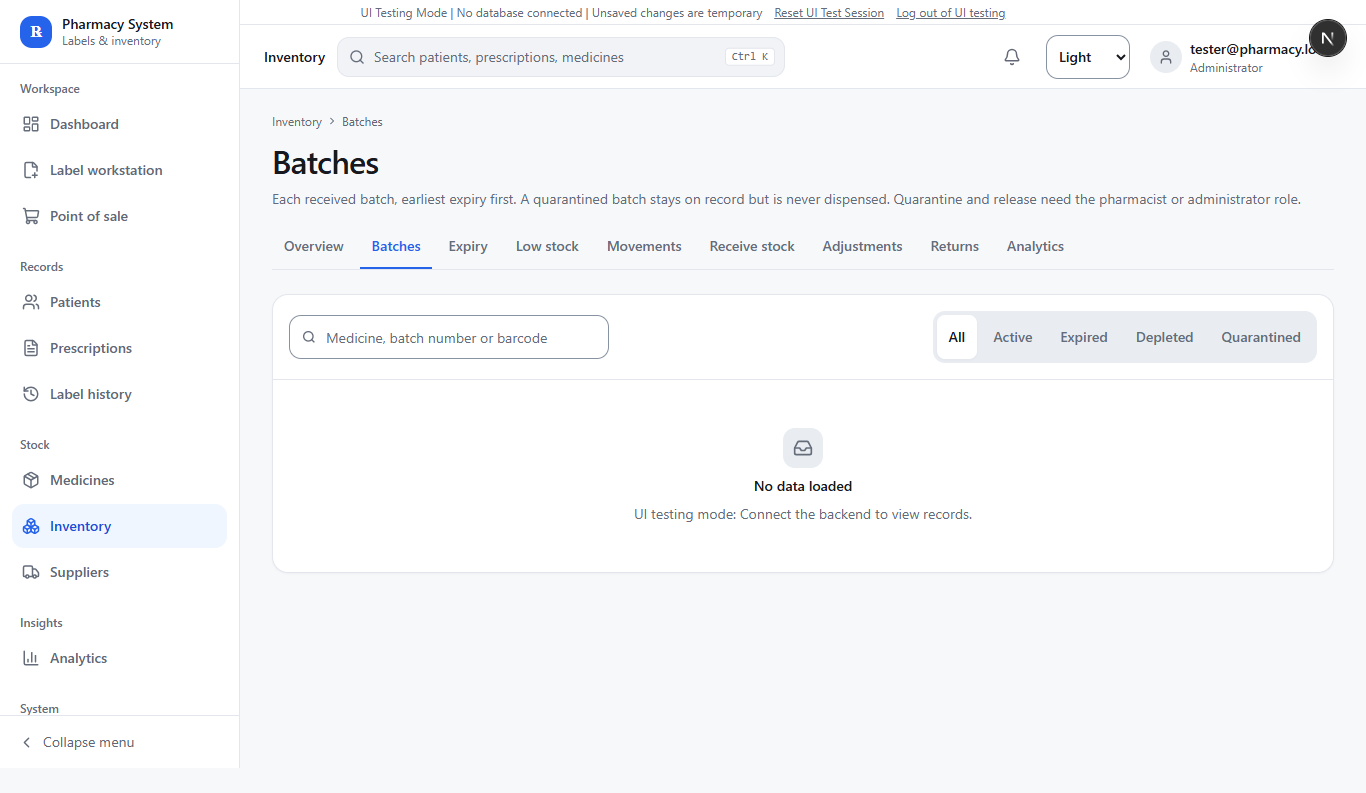 UI Testing Mode | No database connected | Unsaved changes are temporary Reset UI Test Session Log out of UI testing
Pharmacy System
Labels & inventory
Inventory
Search patients, prescriptions, medicines
Ctrl K
Light
tester@pharmacy.lo
Administrator
N
Workspace
Dashboard
Label workstation
Point of sale
Records
Patients
Prescriptions
Label history
Stock
Medicines
Inventory
Suppliers
Insights
Analytics
System
Collapse menu
Inventory > Batches
Batches
Each received batch, earliest expiry first. A quarantined batch stays on record but is never dispensed. Quarantine and release need the pharmacist or administrator role.
Overview Batches Expiry Low stock Movements Receive stock Adjustments Returns Analytics
Medicine, batch number or barcode
All Active Expired Depleted Quarantined
No data loaded
UI testing mode: Connect the backend to view records.